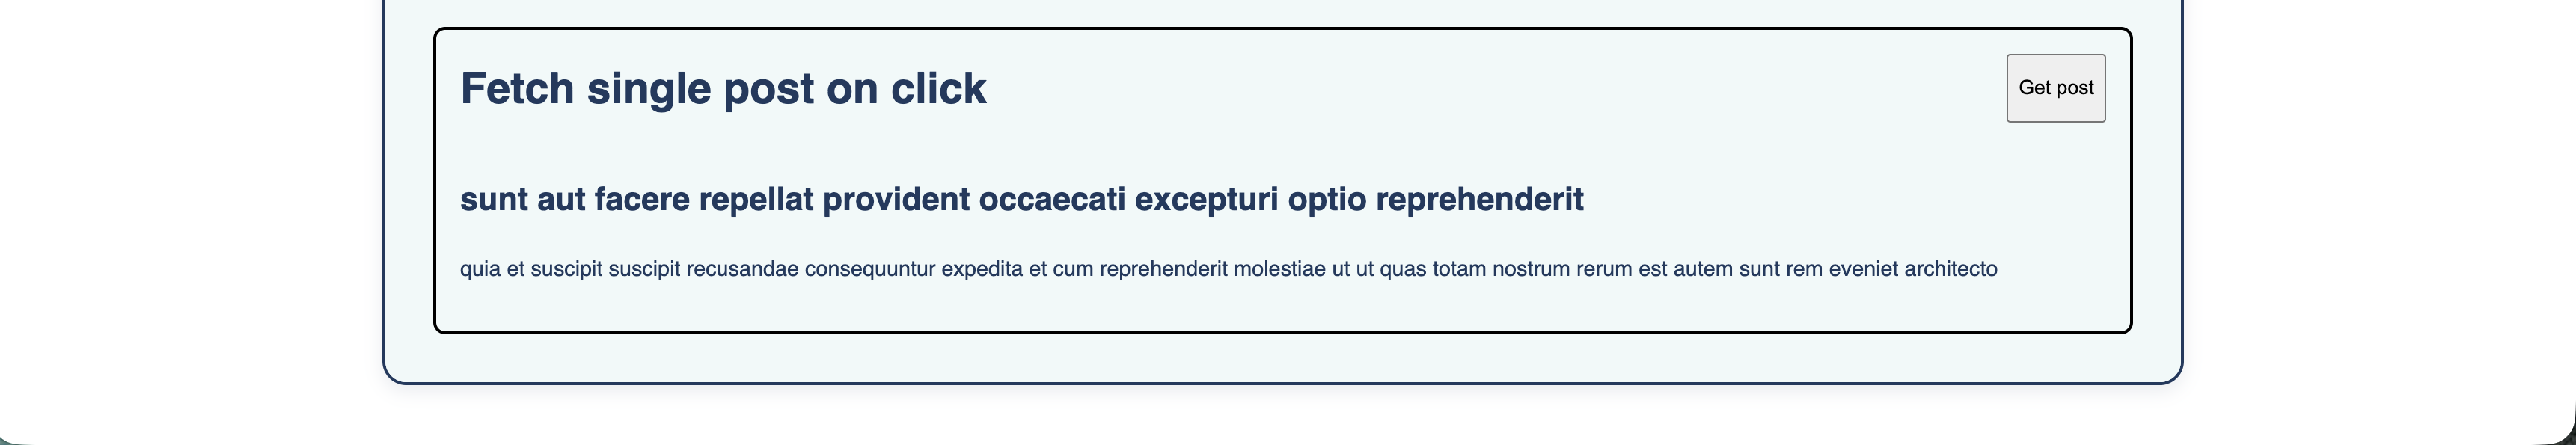 Fetch single post on click
Get post
sunt aut facere repellat provident occaecati excepturi optio reprehenderit
quia et suscipit suscipit recusandae consequuntur expedita et cum reprehenderit molestiae ut ut quas totam nostrum rerum est autem sunt rem eveniet architecto